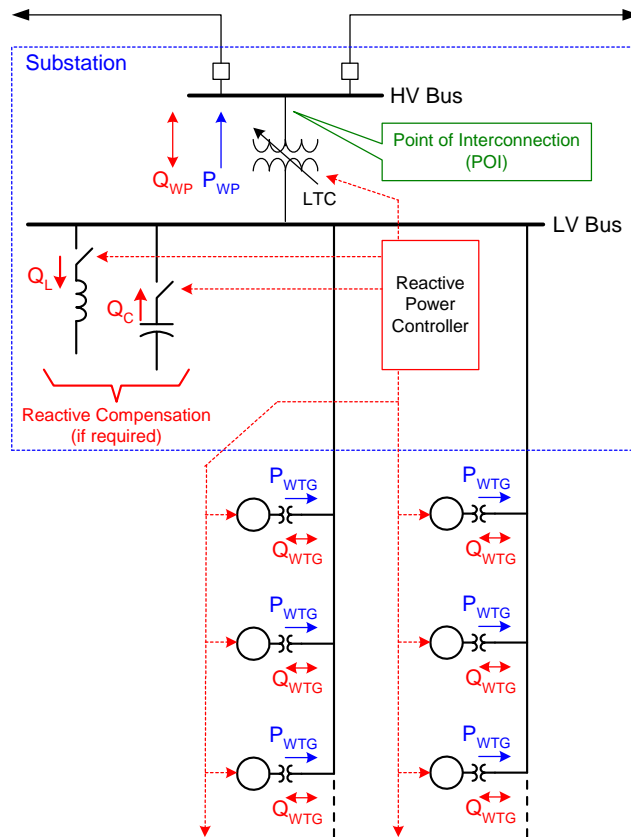 Substation
HV Bus
Point of Interconnection
(POI)
Q_WP
P_WP
LTC
LV Bus
Q_L
Q_C
Reactive
Power
Controller
Reactive Compensation
(if required)
P_WTG
Q_WTG
P_WTG
Q_WTG
P_WTG
Q_WTG
P_WTG
Q_WTG
P_WTG
Q_WTG
P_WTG
Q_WTG